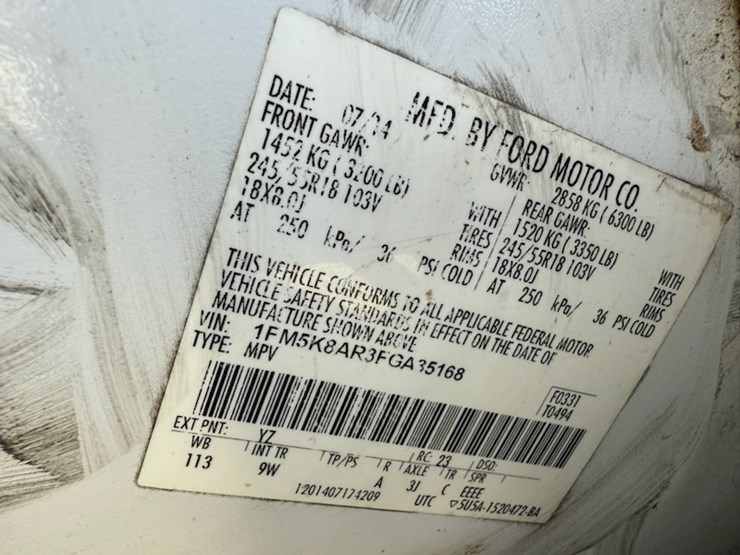 MFD. BY FORD MOTOR CO.
DATE: 07/14 GVWR: 2858 KG ( 6300 LB)
FRONT GAWR: REAR GAWR:
1452 KG ( 3200 LB) WITH 1520 KG ( 3350 LB) WITH
245/55R18 103V TIRES 245/55R18 103V TIRES
18X8.0J RIMS 18X8.0J RIMS
AT 250 kPa/ 36 PSI COLD AT 250 kPa/ 36 PSI COLD
THIS VEHICLE CONFORMS TO ALL APPLICABLE FEDERAL MOTOR
VEHICLE SAFETY STANDARDS IN EFFECT ON THE DATE OF
MANUFACTURE SHOWN ABOVE
VIN: 1FM5K8AR3FGA35168
TYPE: MPV
F0331
T0494
EXT PNT: YZ RC: 23 DSO:
WB INT TR TP/PS R AXLE TR SPR
113 9W A 3J C EEEE
1201407174209 UTC ▽5U5A-1520472-BA